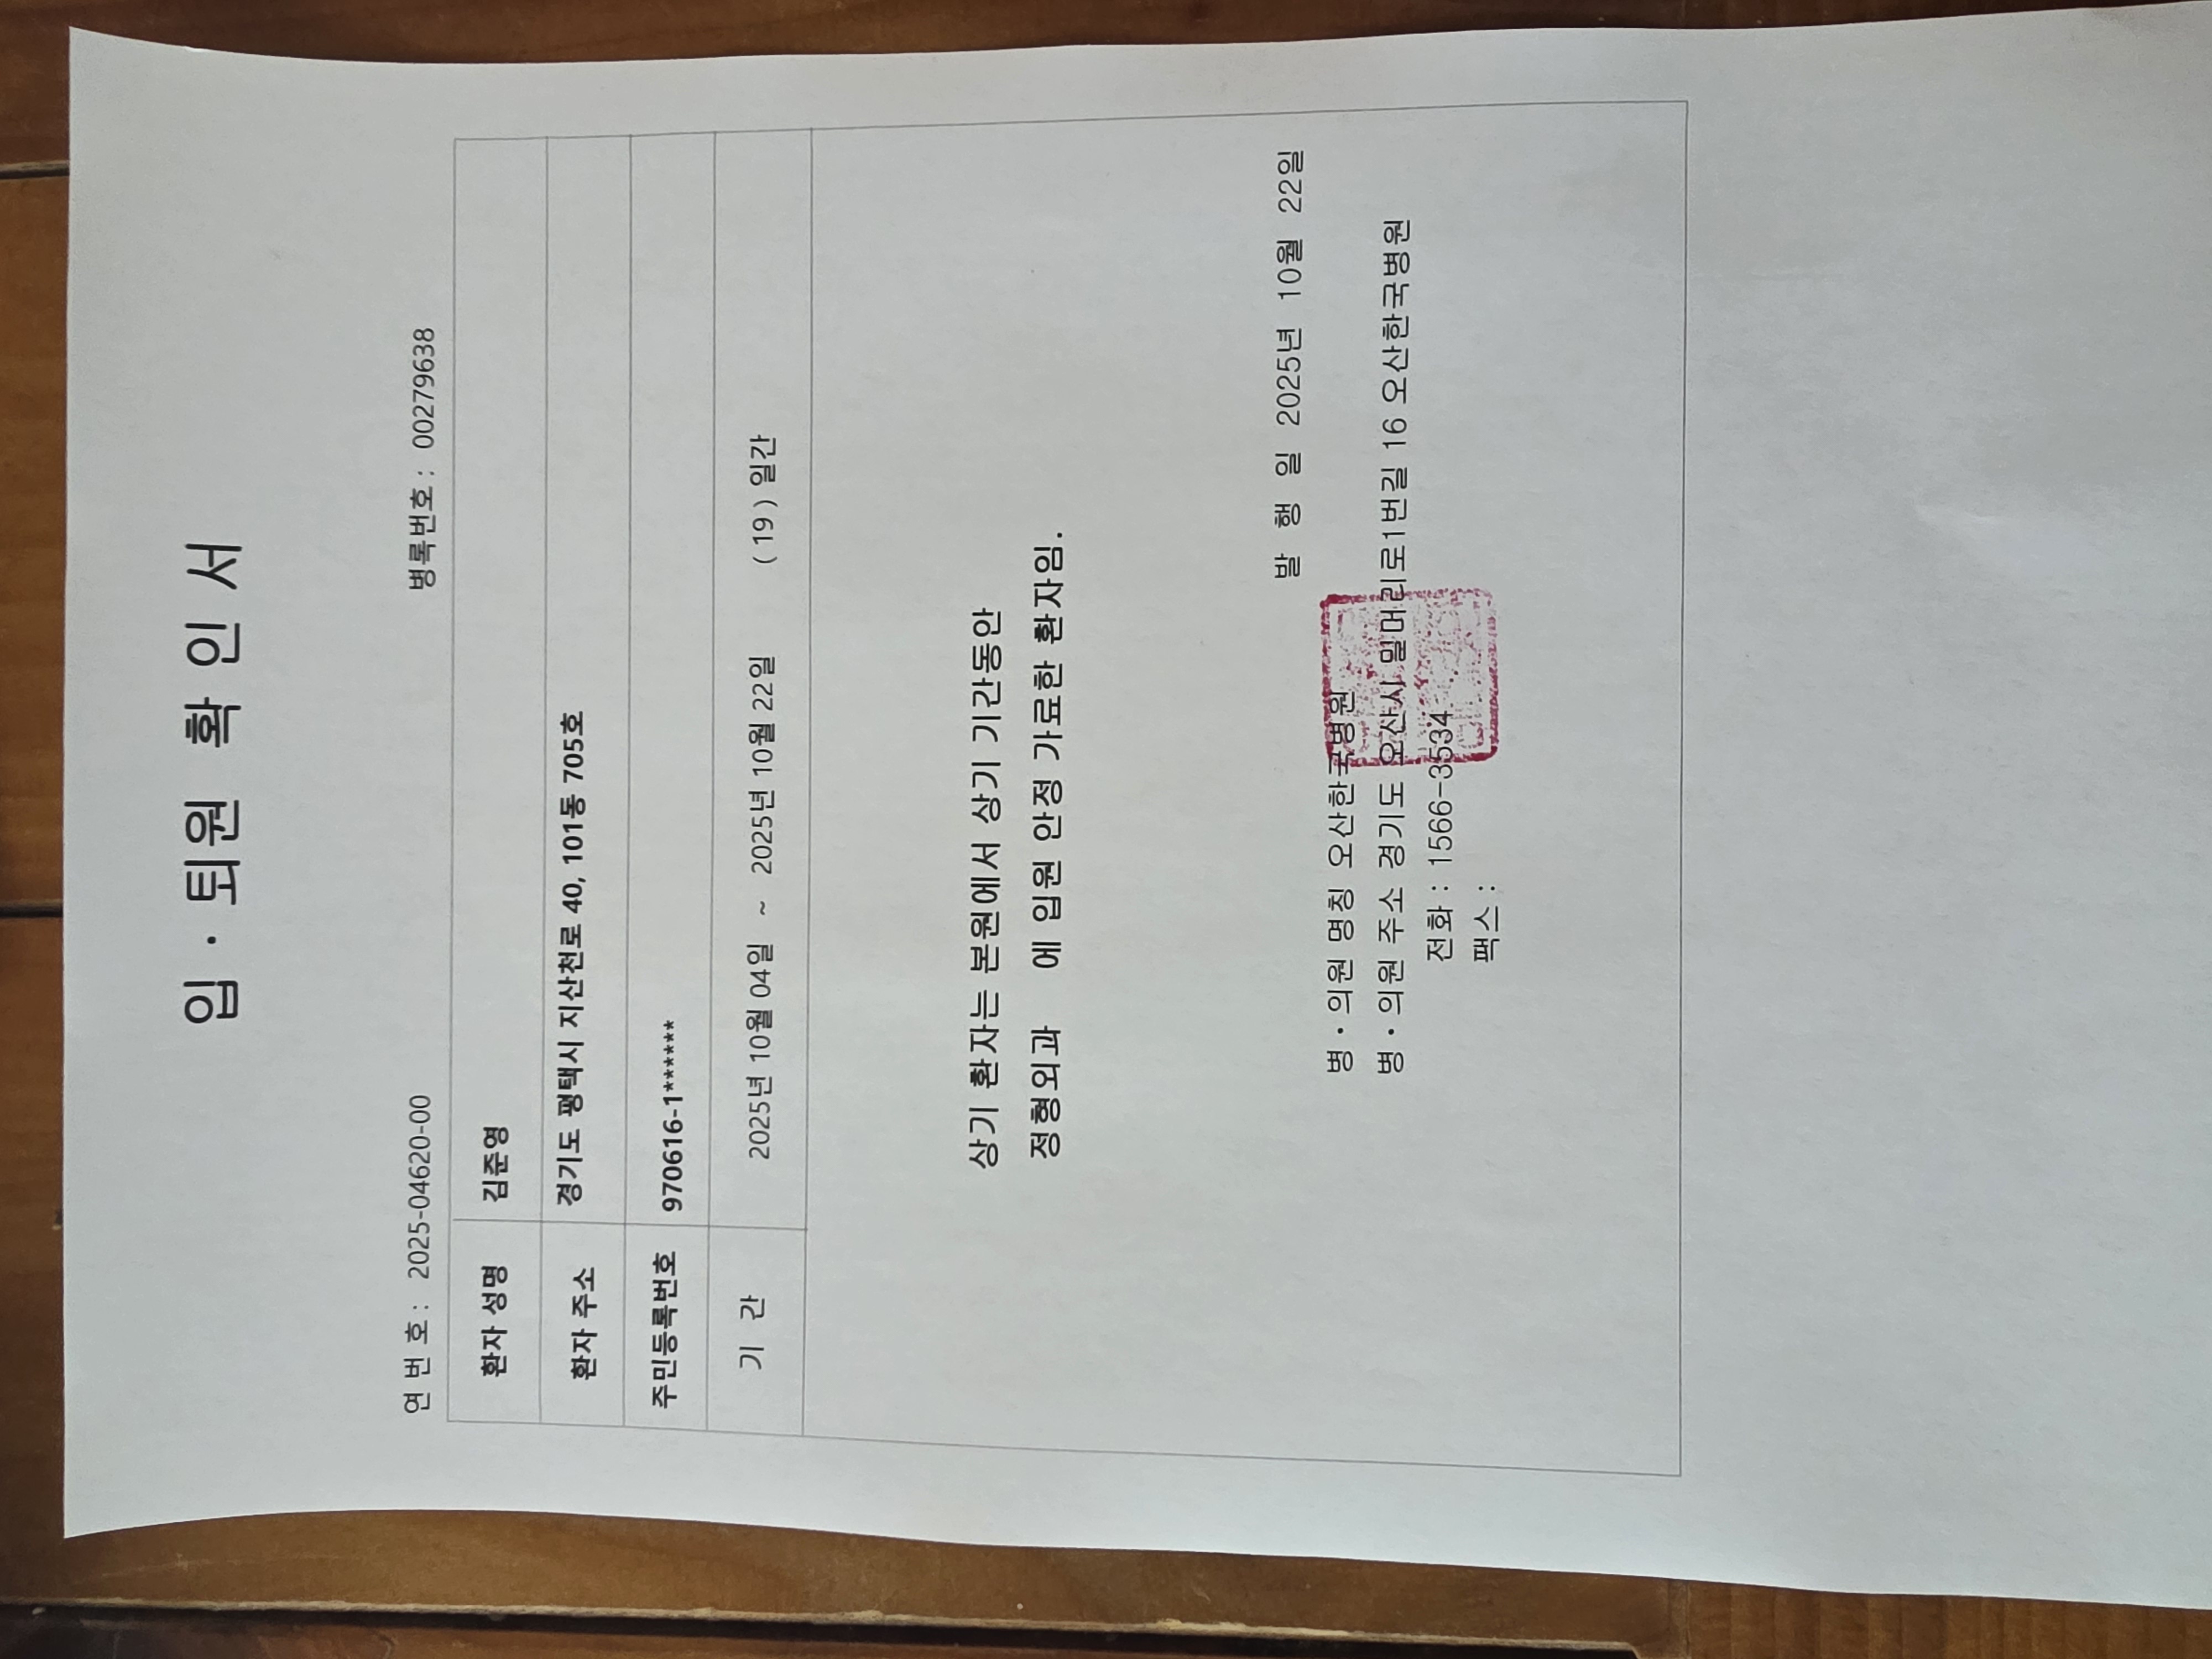 입 · 퇴원 확 인 서
연 번 호 : 2025-04620-00 병록번호 : 00279638
환자 성명 김준영
환자 주소 경기도 평택시 지산천로 40, 101동 705호
주민등록번호 970616-1******
기 간 2025년 10월 04일 ~ 2025년 10월 22일 ( 19 ) 일간
상기 환자는 본원에서 상기 기간동안
정형외과 에 입원 안정 가료한 환자임.
발 행 일 2025년 10월 22일
병 · 의원 명칭 오산한국병원
병 · 의원 주소 경기도 오산시 밀머리로1번길 16 오산한국병원
전화 : 1566-3534
팩스 :